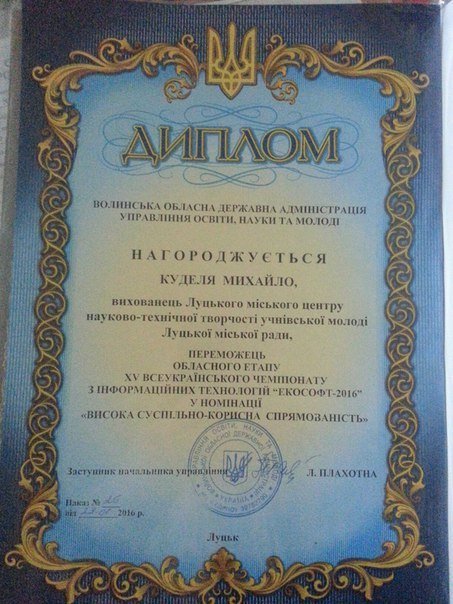 ДИПЛОМ
ВОЛИНСЬКА ОБЛАСНА ДЕРЖАВНА АДМІНІСТРАЦІЯ
УПРАВЛІННЯ ОСВІТИ, НАУКИ ТА МОЛОДІ
НАГОРОДЖУЄТЬСЯ
КУДЕЛЯ МИХАЙЛО,
вихованець Луцького міського центру
науково-технічної творчості учнівської молоді
Луцької міської ради,
ПЕРЕМОЖЕЦЬ
ОБЛАСНОГО ЕТАПУ
XV ВСЕУКРАЇНСЬКОГО ЧЕМПІОНАТУ
З ІНФОРМАЦІЙНИХ ТЕХНОЛОГІЙ "ЕКОСОФТ-2016"
У НОМІНАЦІЇ
«ВИСОКА СУСПІЛЬНО-КОРИСНА СПРЯМОВАНІСТЬ»
Заступник начальника управління Л. ПЛАХОТНА
Наказ №
від 2016 р.
Луцьк